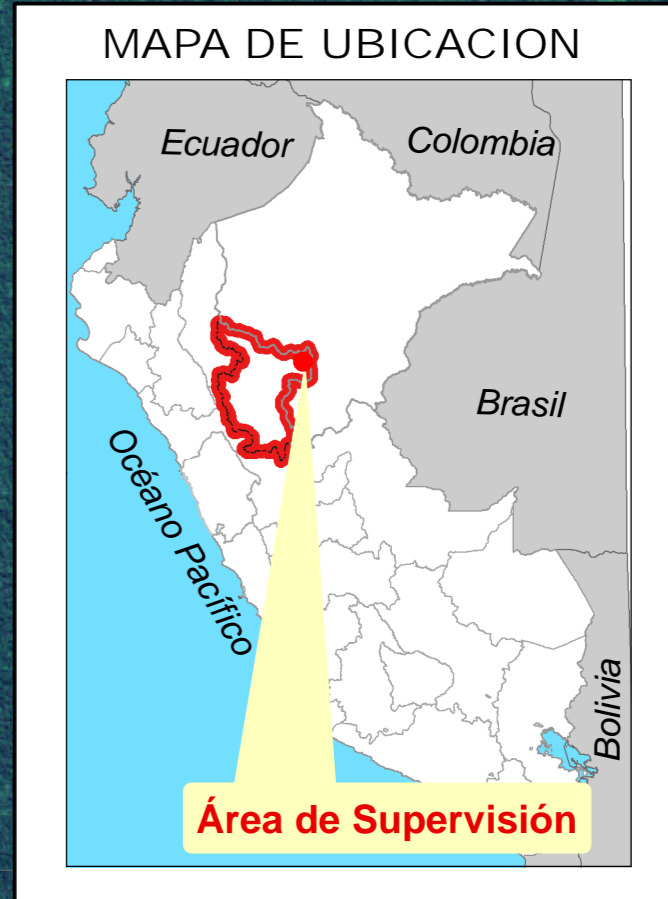 MAPA DE UBICACION
Ecuador
Colombia
Brasil
Océano Pacífico
Bolivia
Área de Supervisión